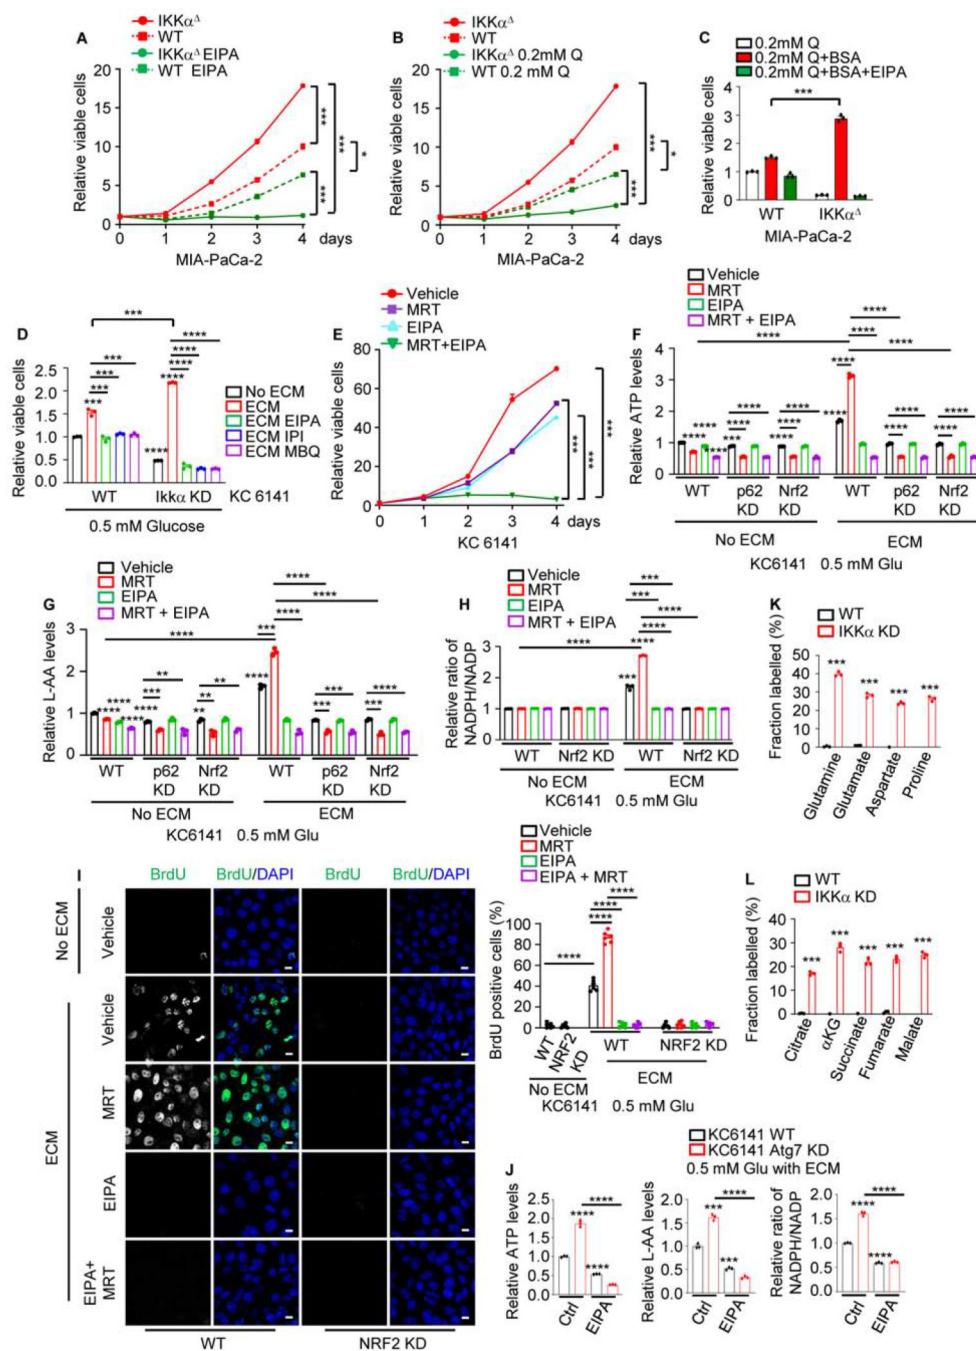 A
IKKαΔ
WT
IKKαΔ EIPA
WT EIPA
Relative viable cells
20
15
10
5
0
0 1 2 3 4 days
MIA-PaCa-2
***
***
*
***
B
IKKαΔ
WT
IKKαΔ 0.2mM Q
WT 0.2 mM Q
Relative viable cells
20
15
10
5
0
0 1 2 3 4 days
MIA-PaCa-2
***
*
***
C
0.2mM Q
0.2mM Q+BSA
0.2mM Q+BSA+EIPA
***
Relative viable cells
4
3
2
1
0
WT IKKαΔ
MIA-PaCa-2
D
***
****
***
****
***
****
***
****
***
****
Relative viable cells
2.5
2.0
1.5
1.0
0.5
0.0
No ECM
ECM
ECM EIPA
ECM IPI
ECM MBQ
WT Ikkα KD KC 6141
0.5 mM Glucose
E
Vehicle
MRT
EIPA
MRT+EIPA
Relative viable cells
80
60
40
20
0
0 1 2 3 4 days
KC 6141
***
***
***
F
Vehicle
MRT
EIPA
MRT + EIPA
Relative ATP levels
4
3
2
1
0
WT p62 KD Nrf2 KD WT p62 KD Nrf2 KD
No ECM ECM
KC6141 0.5 mM Glu
G
Vehicle
MRT
EIPA
MRT + EIPA
Relative L-AA levels
3
2
1
0
WT p62 KD Nrf2 KD WT p62 KD Nrf2 KD
No ECM ECM
KC6141 0.5 mM Glu
H
Vehicle
MRT
EIPA
MRT + EIPA
Relative ratio of
NADPH/NADP
3
2
1
0
WT Nrf2 KD WT Nrf2 KD
No ECM ECM
KC6141 0.5 mM Glu
K
WT
IKKα KD
Fraction labelled (%)
50
40
30
20
10
0
*** *** *** ***
Glutamine
Glutamate
Aspartate
Proline
I
BrdU BrdU/DAPI BrdU BrdU/DAPI
No ECM
Vehicle
ECM
Vehicle
MRT
EIPA
EIPA+
MRT
WT NRF2 KD
Vehicle
MRT
EIPA
EIPA + MRT
BrdU positive cells (%)
100
80
60
40
20
0
****
****
****
****
****
WT NRF2 KD WT NRF2 KD
No ECM ECM
KC6141 0.5 mM Glu
L
WT
IKKα KD
Fraction labelled (%)
50
40
30
20
10
0
*** *** *** *** ***
Citrate
αKG
Succinate
Fumarate
Malate
J
KC6141 WT
KC6141 Atg7 KD
0.5 mM Glu with ECM
Relative ATP levels
2.5
2.0
1.5
1.0
0.5
0.0
****
****
****
Ctrl EIPA
Relative L-AA levels
2.0
1.5
1.0
0.5
0.0
****
***
***
Ctrl EIPA
Relative ratio of
NADPH/NADP
2.0
1.5
1.0
0.5
0.0
****
****
****
Ctrl EIPA